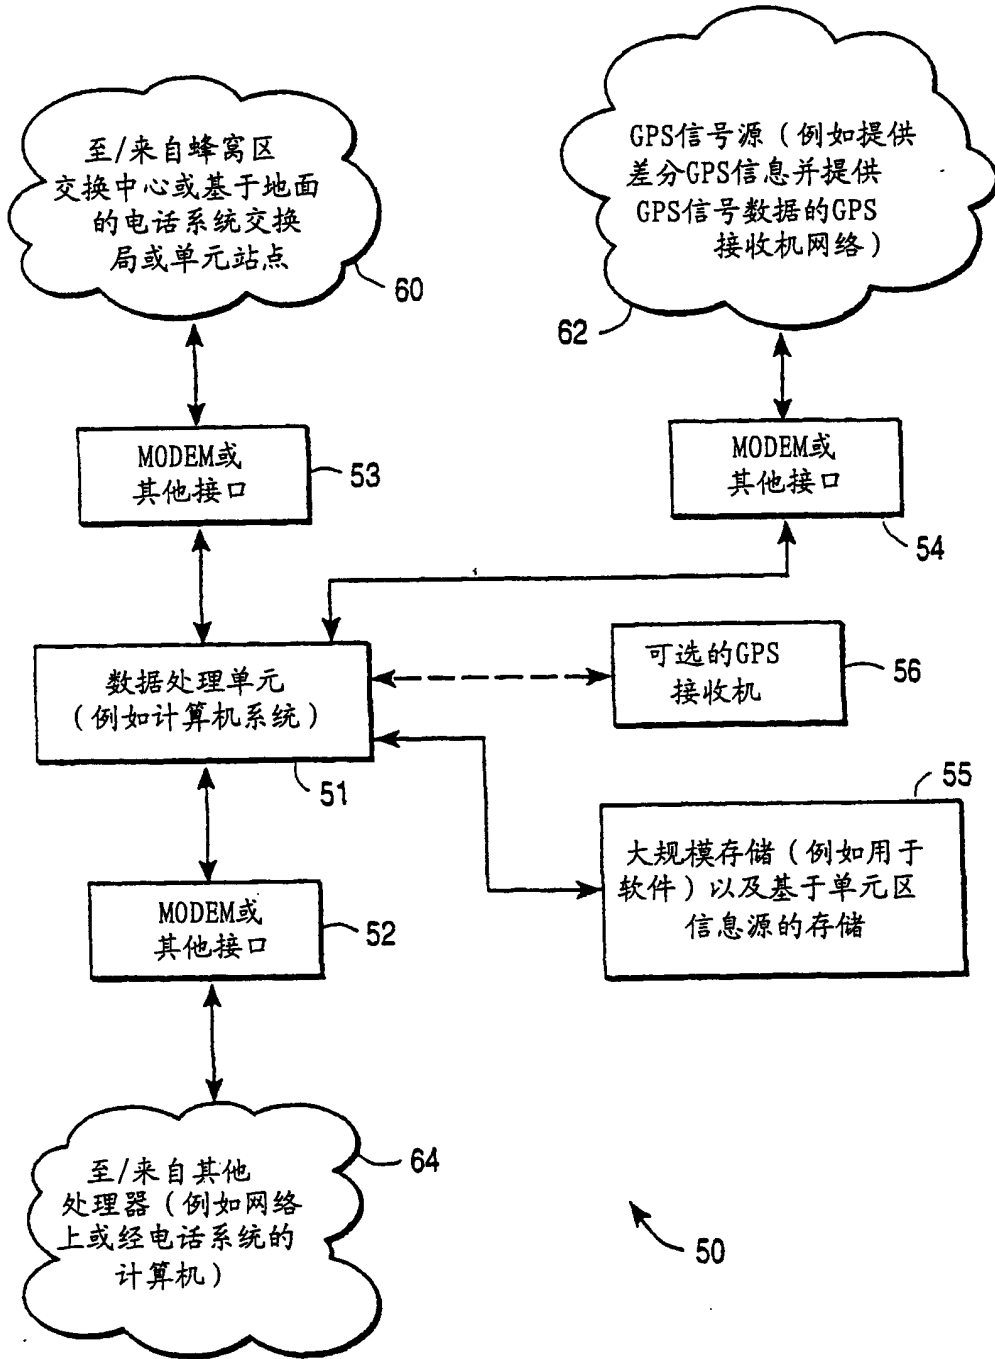 至/来自蜂窝区
交换中心或基于地面
的电话系统交换
局或单元站点
60
GPS信号源（例如提供
差分GPS信息并提供
GPS信号数据的GPS
接收机网络）
62
MODEM或
其他接口
53
MODEM或
其他接口
54
数据处理单元
（例如计算机系统）
51
可选的GPS
接收机
56
55
大规模存储（例如用于
软件）以及基于单元区
信息源的存储
MODEM或
其他接口
52
至/来自其他
处理器（例如网络
上或经电话系统的
计算机）
64
50